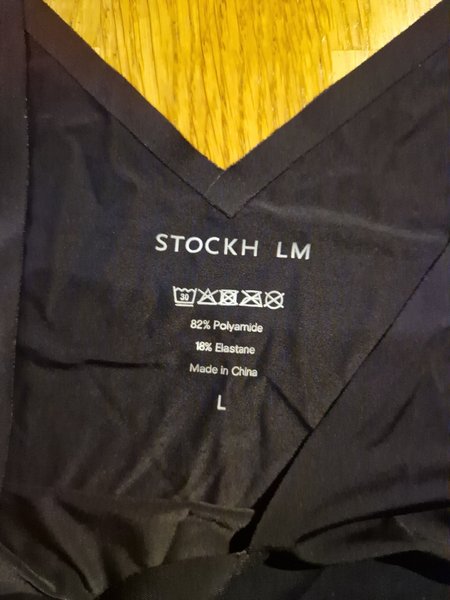 STOCKH LM
30
82% Polyamide
18% Elastane
Made in China
L